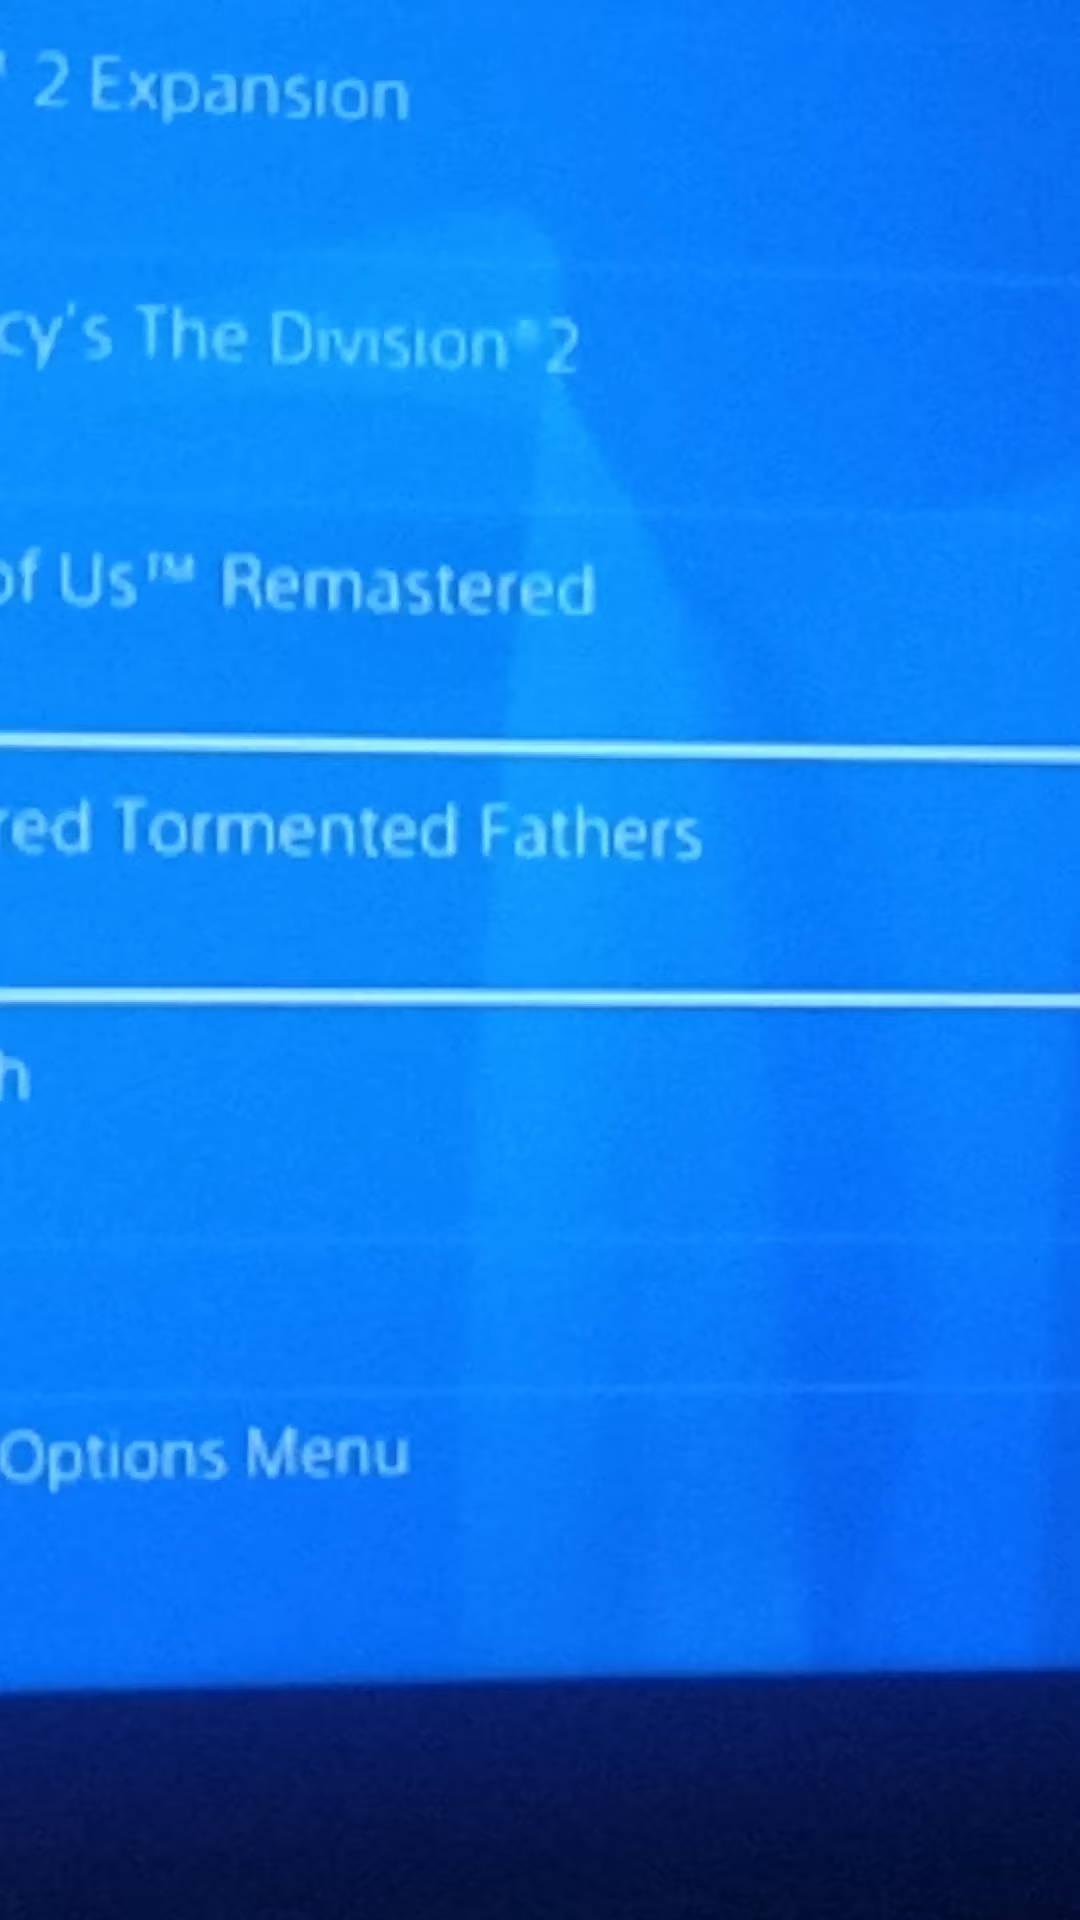 2 Expansion
cy's The Division® 2
of Us™ Remastered
red Tormented Fathers
h
Options Menu